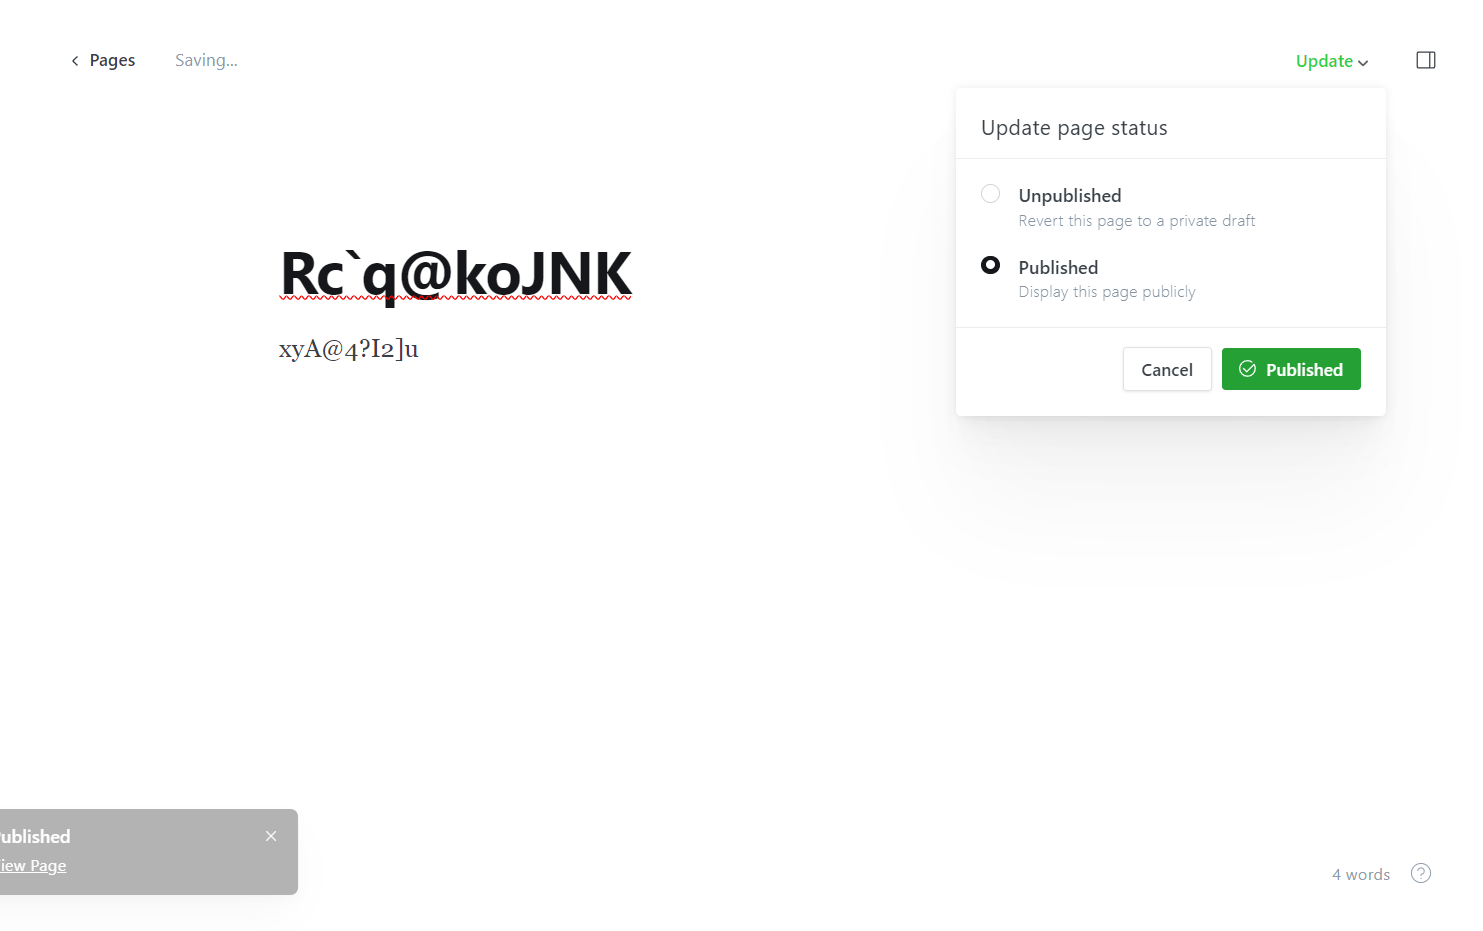 Pages
Saving...
Update
Update page status
Unpublished
Revert this page to a private draft
Published
Display this page publicly
Cancel
Published
Rc`q@koJNK
xyA@4?I2]u
ublished
iew Page
4 words